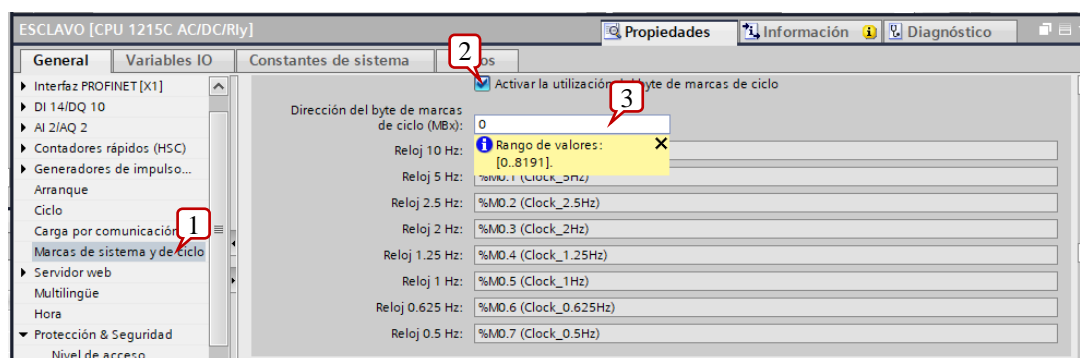 ESCLAVO [CPU 1215C AC/DC/Rly]
Propiedades
Información
Diagnóstico
General
Variables IO
Constantes de sistema
os
2
Interfaz PROFINET [X1]
DI 14/DQ 10
AI 2/AQ 2
Contadores rápidos (HSC)
Generadores de impulso...
Arranque
Ciclo
Carga por comunicación
1
Marcas de sistema y de ciclo
Servidor web
Multilingüe
Hora
Protección & Seguridad
Nivel de acceso
Activar la utilización del byte de marcas de ciclo
3
Dirección del byte de marcas
de ciclo (MBx):
0
Rango de valores:
[0..8191].
Reloj 10 Hz:
Reloj 5 Hz:
%M0.1 (Clock_5Hz)
Reloj 2.5 Hz:
%M0.2 (Clock_2.5Hz)
Reloj 2 Hz:
%M0.3 (Clock_2Hz)
Reloj 1.25 Hz:
%M0.4 (Clock_1.25Hz)
Reloj 1 Hz:
%M0.5 (Clock_1Hz)
Reloj 0.625 Hz:
%M0.6 (Clock_0.625Hz)
Reloj 0.5 Hz:
%M0.7 (Clock_0.5Hz)